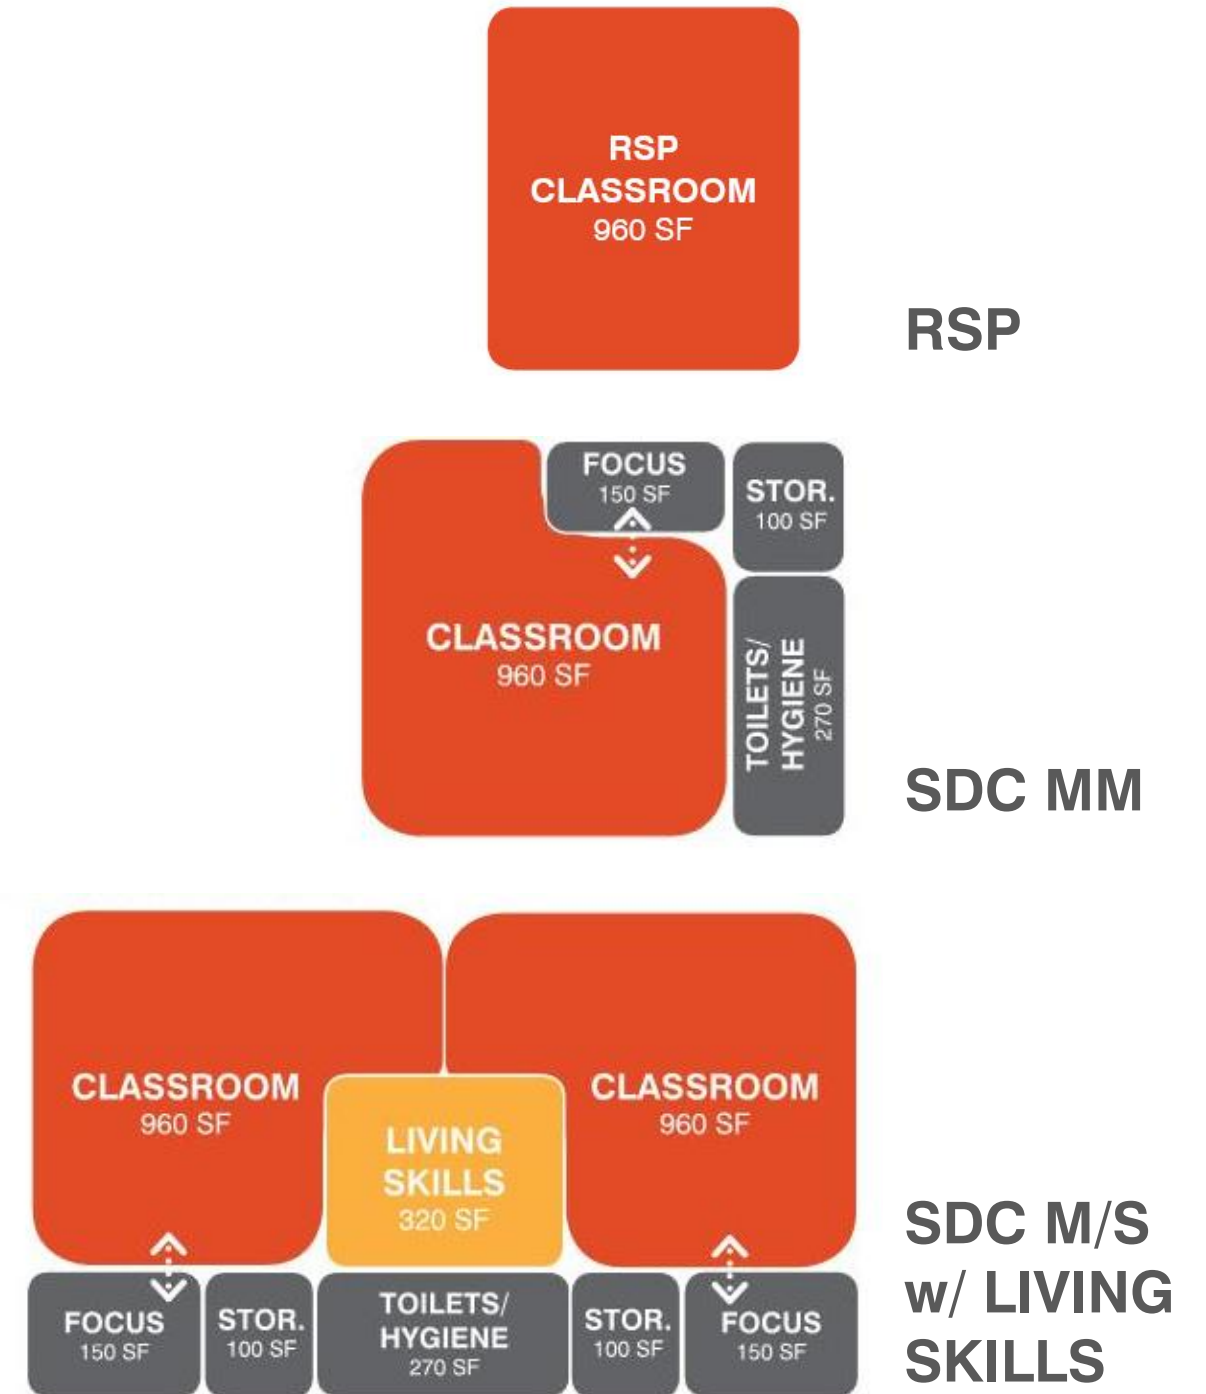 RSP
CLASSROOM
960 SF
RSP
FOCUS
150 SF
STOR.
100 SF
CLASSROOM
960 SF
TOILETS/
HYGIENE
270 SF
SDC MM
CLASSROOM
960 SF
LIVING
SKILLS
320 SF
CLASSROOM
960 SF
FOCUS
150 SF
STOR.
100 SF
TOILETS/
HYGIENE
270 SF
STOR.
100 SF
FOCUS
150 SF
SDC M/S
w/ LIVING
SKILLS